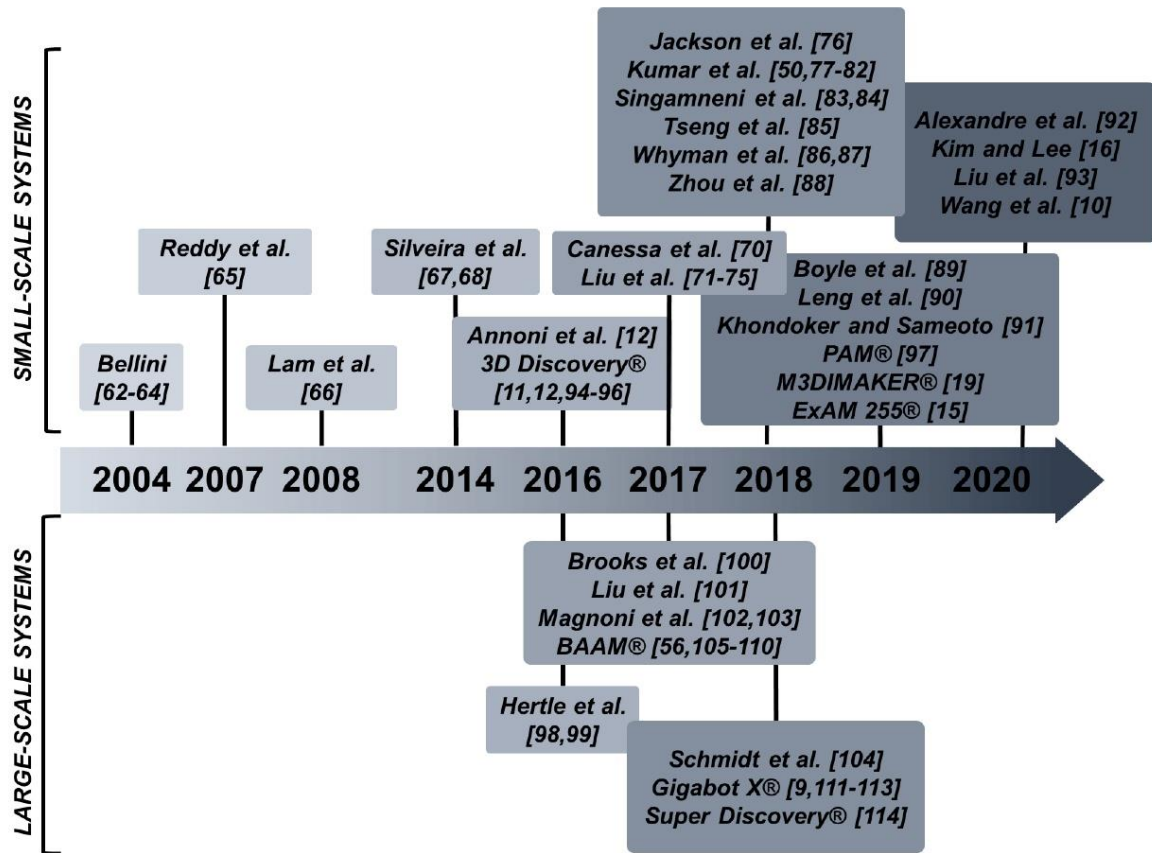 SMALL-SCALE SYSTEMS
Jackson et al. [76]
Kumar et al. [50,77-82]
Singamneni et al. [83,84]
Tseng et al. [85]
Whyman et al. [86,87]
Zhou et al. [88]
Alexandre et al. [92]
Kim and Lee [16]
Liu et al. [93]
Wang et al. [10]
Reddy et al.
[65]
Silveira et al.
[67,68]
Canessa et al. [70]
Liu et al. [71-75]
Boyle et al. [89]
Leng et al. [90]
Khondoker and Sameoto [91]
PAM® [97]
M3DIMAKER® [19]
ExAM 255® [15]
Bellini
[62-64]
Lam et al.
[66]
Annoni et al. [12]
3D Discovery®
[11,12,94-96]
2004 2007 2008 2014 2016 2017 2018 2019 2020
LARGE-SCALE SYSTEMS
Brooks et al. [100]
Liu et al. [101]
Magnoni et al. [102,103]
BAAM® [56,105-110]
Hertle et al.
[98,99]
Schmidt et al. [104]
Gigabot X® [9,111-113]
Super Discovery® [114]